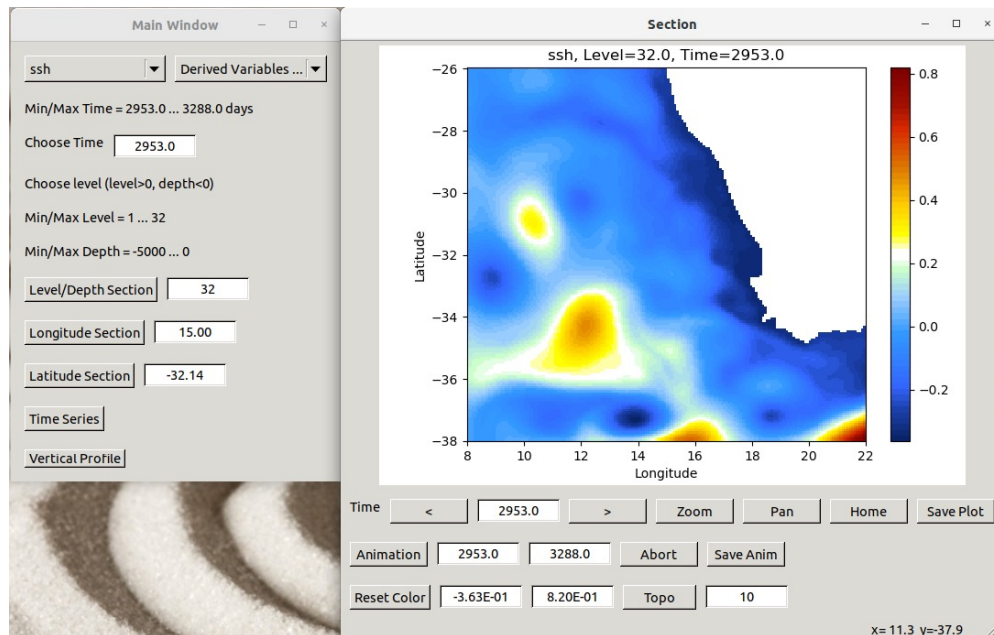 Main Window
ssh
Derived Variables ...
Min/Max Time = 2953.0 ... 3288.0 days
Choose Time 2953.0
Choose level (level>0, depth<0)
Min/Max Level = 1 ... 32
Min/Max Depth = -5000 ... 0
Level/Depth Section 32
Longitude Section 15.00
Latitude Section -32.14
Time Series
Vertical Profile
Section
ssh, Level=32.0, Time=2953.0
Latitude
−26
−28
−30
−32
−34
−36
−38
8 10 12 14 16 18 20 22
Longitude
0.8
0.6
0.4
0.2
0.0
−0.2
Time < 2953.0 > Zoom Pan Home Save Plot
Animation 2953.0 3288.0 Abort Save Anim
Reset Color -3.63E-01 8.20E-01 Topo 10
x= 11.3 y=-37.9